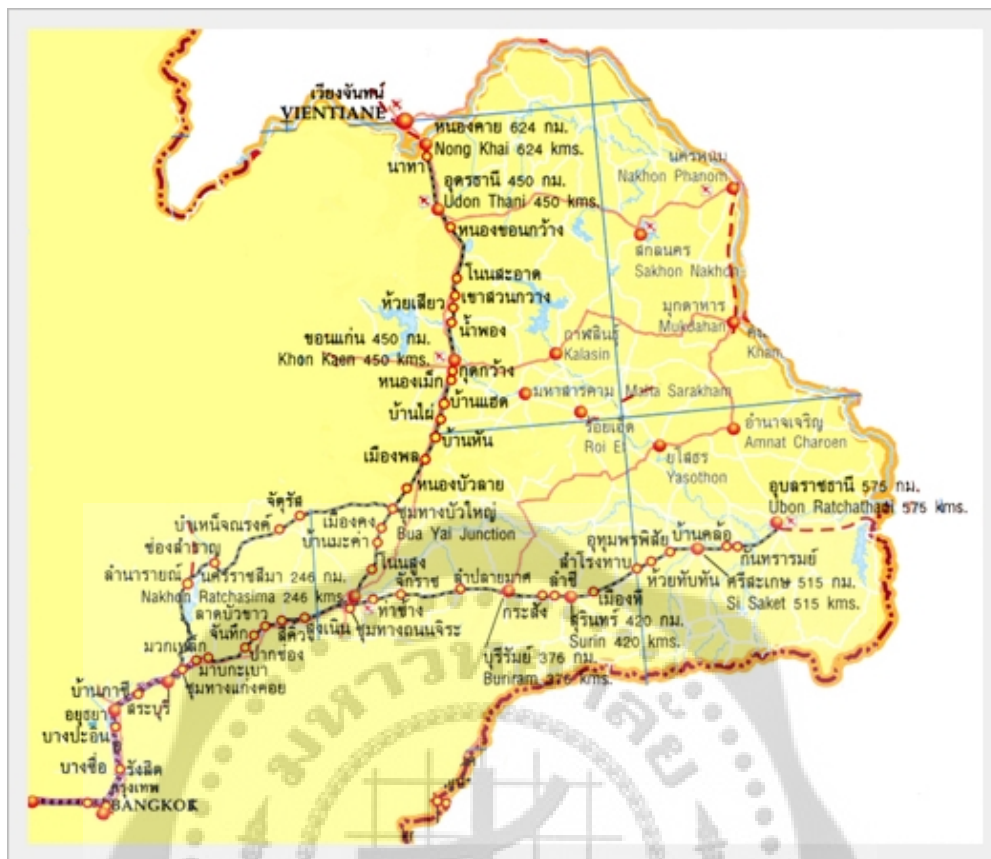 เวียงจันทน์
VIENTIANE
หนองคาย 624 กม.
Nong Khai 624 kms.
นาทา
อุดรธานี 450 กม.
Udon Thani 450 kms.
หนองขอนกว้าง
นครพนม
Nakhon Phanom
สกลนคร
Sakhon Nakhon
โนนสะอาด
ห้วยเสียว
เขาสวนกวาง
น้ำพอง
มุกดาหาร
Mukdahan
Khan
ขอนแก่น 450 กม.
Khon Kaen 450 kms.
กาฬสินธุ์
Kalasin
กุดกว้าง
หนองเม็ก
มหาสารคาม Maha Sarakham
บ้านไผ่
บ้านแฮด
ร้อยเอ็ด
Roi Et
อำนาจเจริญ
Amnat Charoen
บ้านหัน
ยโสธร
Yasothon
เมืองพล
หนองบัวลาย
อุบลราชธานี 575 กม.
Ubon Ratchathani 575 kms.
จัตุรัส
บำเหน็จณรงค์
เมืองคง
ชุมทางบัวใหญ่
Bua Yai Junction
บ้านมะค่า
ช่องสำราญ
โนนสูง
อุทุมพรพิสัย
บ้านคล้อ
กันทรารมย์
ลำนารายณ์
นครราชสีมา 246 กม.
Nakhon Ratchasima 246 kms.
จักราช
ลำปลายมาศ
ลำชี
สำโรงทาบ
ห้วยทับทัน
ศรีสะเกษ 515 กม.
Si Saket 515 kms.
ลาดบัวขาว
ท่าช้าง
กระสัง
เมืองที
จันทึก
สีคิ้ว
สูงเนิน
ชุมทางถนนจิระ
สุรินทร์ 420 กม.
Surin 420 kms.
มวกเหล็ก
ปากช่อง
บุรีรัมย์ 376 กม.
Buriram 376 kms.
มาบกะเบา
ชุมทางแก่งคอย
บ้านภาชี
สระบุรี
อยุธยา
บางปะอิน
บางซื่อ
รังสิต
กรุงเทพ
BANGKOK
มหาวิทยาลัย